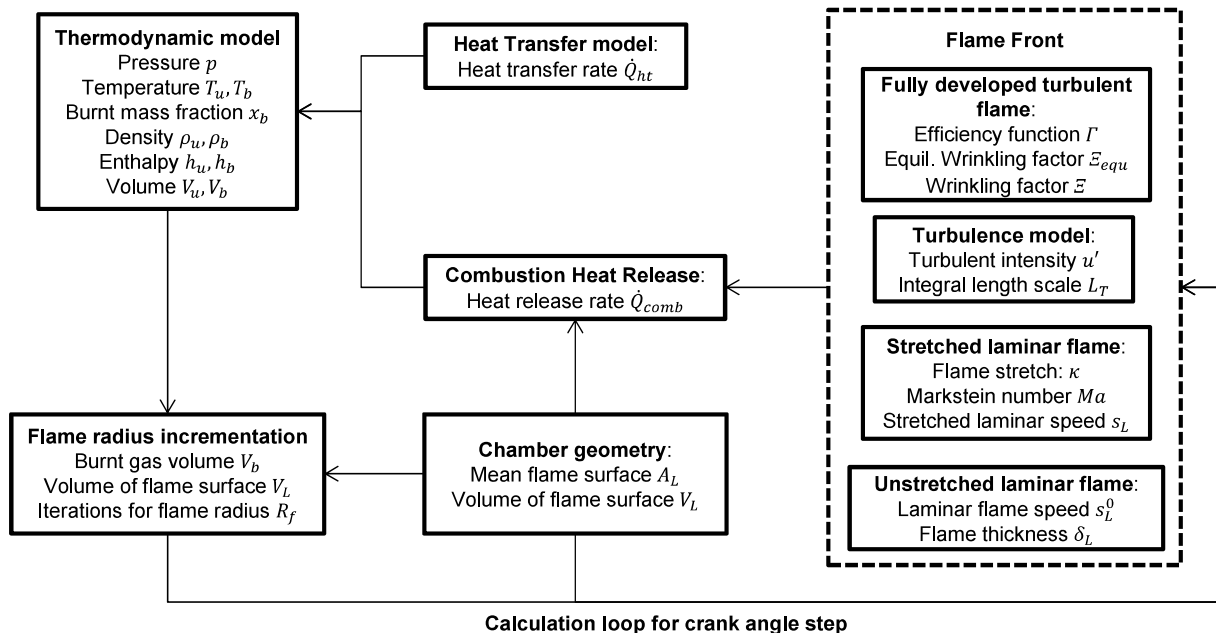 Thermodynamic model
Pressure p
Temperature T_u, T_b
Burnt mass fraction x_b
Density ρ_u, ρ_b
Enthalpy h_u, h_b
Volume V_u, V_b
Heat Transfer model:
Heat transfer rate Q̇_ht
Combustion Heat Release:
Heat release rate Q̇_comb
Flame radius incrementation
Burnt gas volume V_b
Volume of flame surface V_L
Iterations for flame radius R_f
Chamber geometry:
Mean flame surface A_L
Volume of flame surface V_L
Flame Front
Fully developed turbulent
flame:
Efficiency function Γ
Equil. Wrinkling factor Ξ_equ
Wrinkling factor Ξ
Turbulence model:
Turbulent intensity u′
Integral length scale L_T
Stretched laminar flame:
Flame stretch: κ
Markstein number Ma
Stretched laminar speed s_L
Unstretched laminar flame:
Laminar flame speed s_L^0
Flame thickness δ_L
Calculation loop for crank angle step